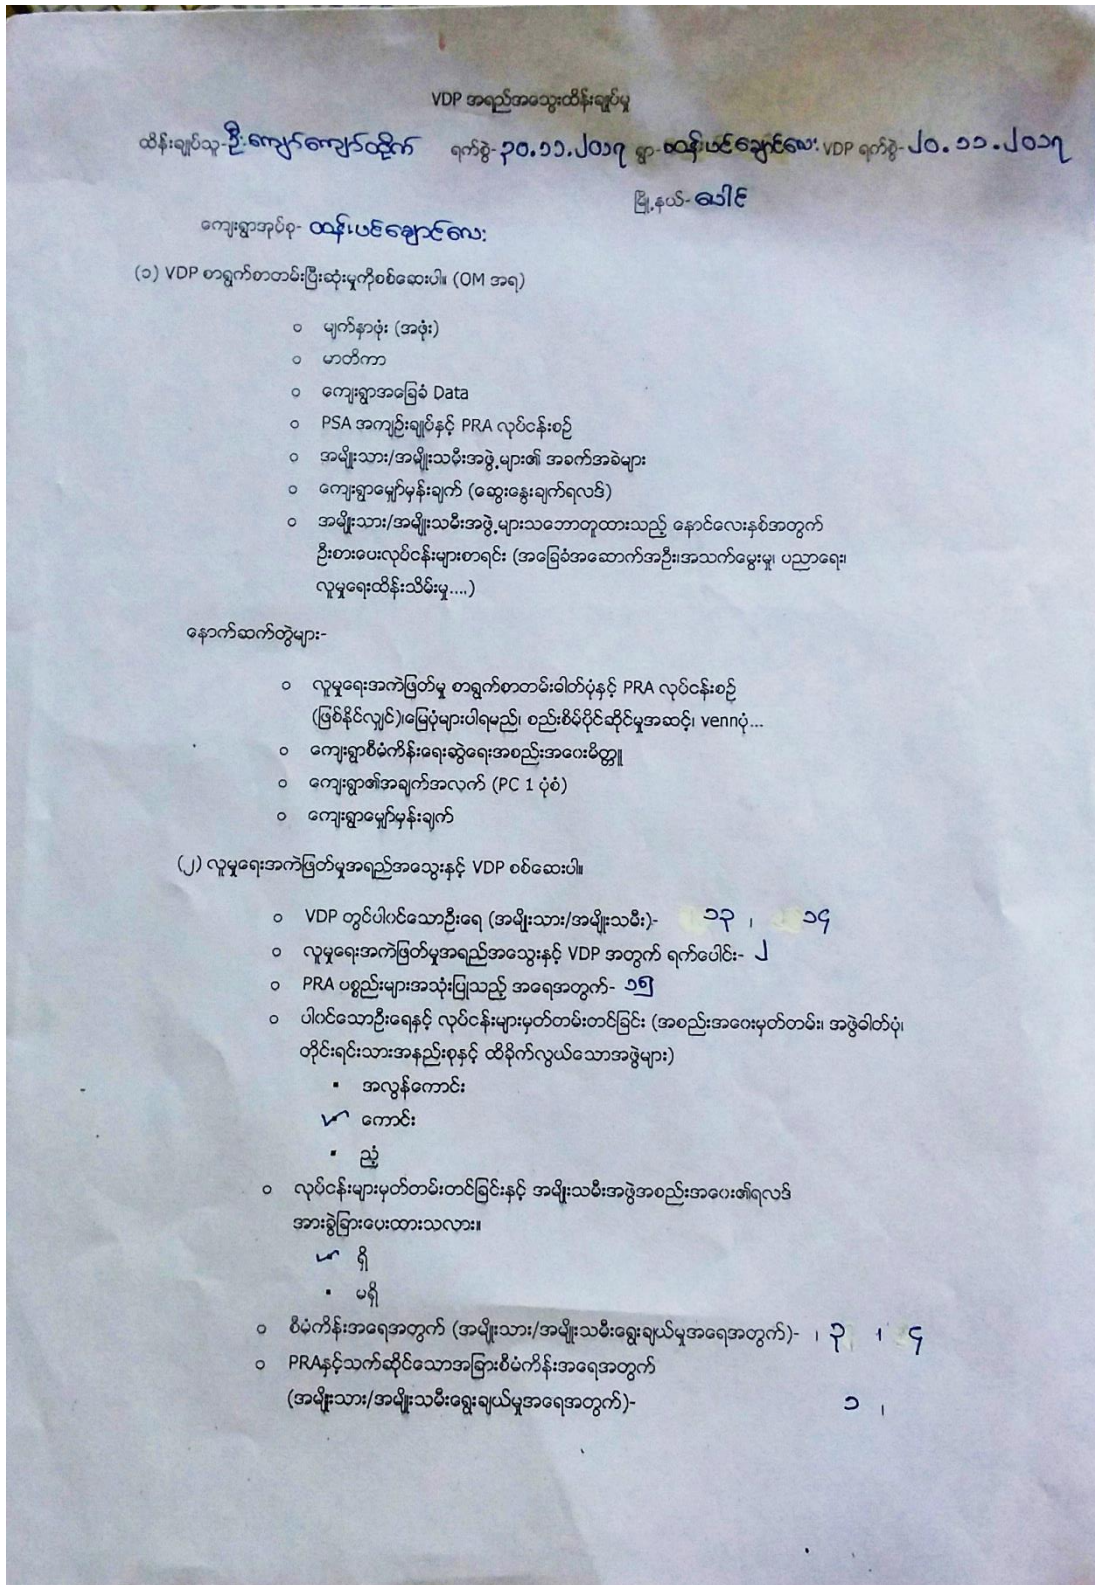 VDP အရည်အသွေးထိန်းချုပ်မှု
ထိန်းချုပ်သူ-ဦးကျော်ကျော်ထိုက် ရက်စွဲ-၃၀.၁၁.၂၀၁၇ ရွာ-ထန်းပင်ချောင်လေး VDP ရက်စွဲ-၂၀.၁၁.၂၀၁၇
မြို့နယ်-ပေါင်
ကျေးရွာအုပ်စု- ထန်းပင်ချောင်လေး
(၁) VDP စာရွက်စာတမ်းပြီးဆုံးမှုကိုစစ်ဆေးပါ။ (OM အရ)
o မျက်နှာဖုံး (အဖုံး)
o မာတိကာ
o ကျေးရွာအခြေခံ Data
o PSA အကျဉ်းချုပ်နှင့် PRA လုပ်ငန်းစဉ်
o အမျိုးသား/အမျိုးသမီးအဖွဲ့များ၏ အခက်အခဲများ
o ကျေးရွာမျှော်မှန်းချက် (ဆွေးနွေးချက်ရလဒ်)
o အမျိုးသား/အမျိုးသမီးအဖွဲ့များသဘောတူထားသည့် နောင်လေးနှစ်အတွက်
ဦးစားပေးလုပ်ငန်းများစာရင်း (အခြေခံအဆောက်အဦး၊အသက်မွေးမှု၊ ပညာရေး၊
လူမှုရေးထိန်းသိမ်းမှု....)
နောက်ဆက်တွဲများ-
o လူမှုရေးအကဲဖြတ်မှု စာရွက်စာတမ်းဓါတ်ပုံနှင့် PRA လုပ်ငန်းစဉ်
(ဖြစ်နိုင်လျှင်)၊မြေပုံများပါရမည်၊ စည်းစိမ်ပိုင်ဆိုင်မှုအဆင့်၊ vennပုံ...
o ကျေးရွာစီမံကိန်းရေးဆွဲရေးအစည်းအဝေးမိတ္တူ
o ကျေးရွာ၏အချက်အလက် (PC 1 ပုံစံ)
o ကျေးရွာမျှော်မှန်းချက်
(၂) လူမှုရေးအကဲဖြတ်မှုအရည်အသွေးနှင့် VDP စစ်ဆေးပါ။
o VDP တွင်ပါဝင်သောဦးရေ (အမျိုးသား/အမျိုးသမီး)- ၁၃ ၊ ၁၄
o လူမှုရေးအကဲဖြတ်မှုအရည်အသွေးနှင့် VDP အတွက် ရက်ပေါင်း- ၂
o PRA ပစ္စည်းများအသုံးပြုသည့် အရေအတွက်- ၁၅
o ပါဝင်သောဦးရေနှင့် လုပ်ငန်းများမှတ်တမ်းတင်ခြင်း (အစည်းအဝေးမှတ်တမ်း၊ အဖွဲဓါတ်ပုံ၊
တိုင်းရင်းသားအနည်းစုနှင့် ထိခိုက်လွယ်သောအဖွဲများ)
▪ အလွန်ကောင်း
✓ ကောင်း
▪ ညံ့
o လုပ်ငန်းများမှတ်တမ်းတင်ခြင်းနှင့် အမျိုးသမီးအဖွဲအစည်းအဝေး၏ရလဒ်
အားခွဲခြားပေးထားသလား။
✓ ရှိ
▪ မရှိ
o စီမံကိန်းအရေအတွက် (အမျိုးသား/အမျိုးသမီးရွေးချယ်မှုအရေအတွက်)- ၊ ၃ ၊ ၄
o PRAနှင့်သက်ဆိုင်သောအခြားစီမံကိန်းအရေအတွက်
(အမျိုးသား/အမျိုးသမီးရွေးချယ်မှုအရေအတွက်)- ၁ ၊